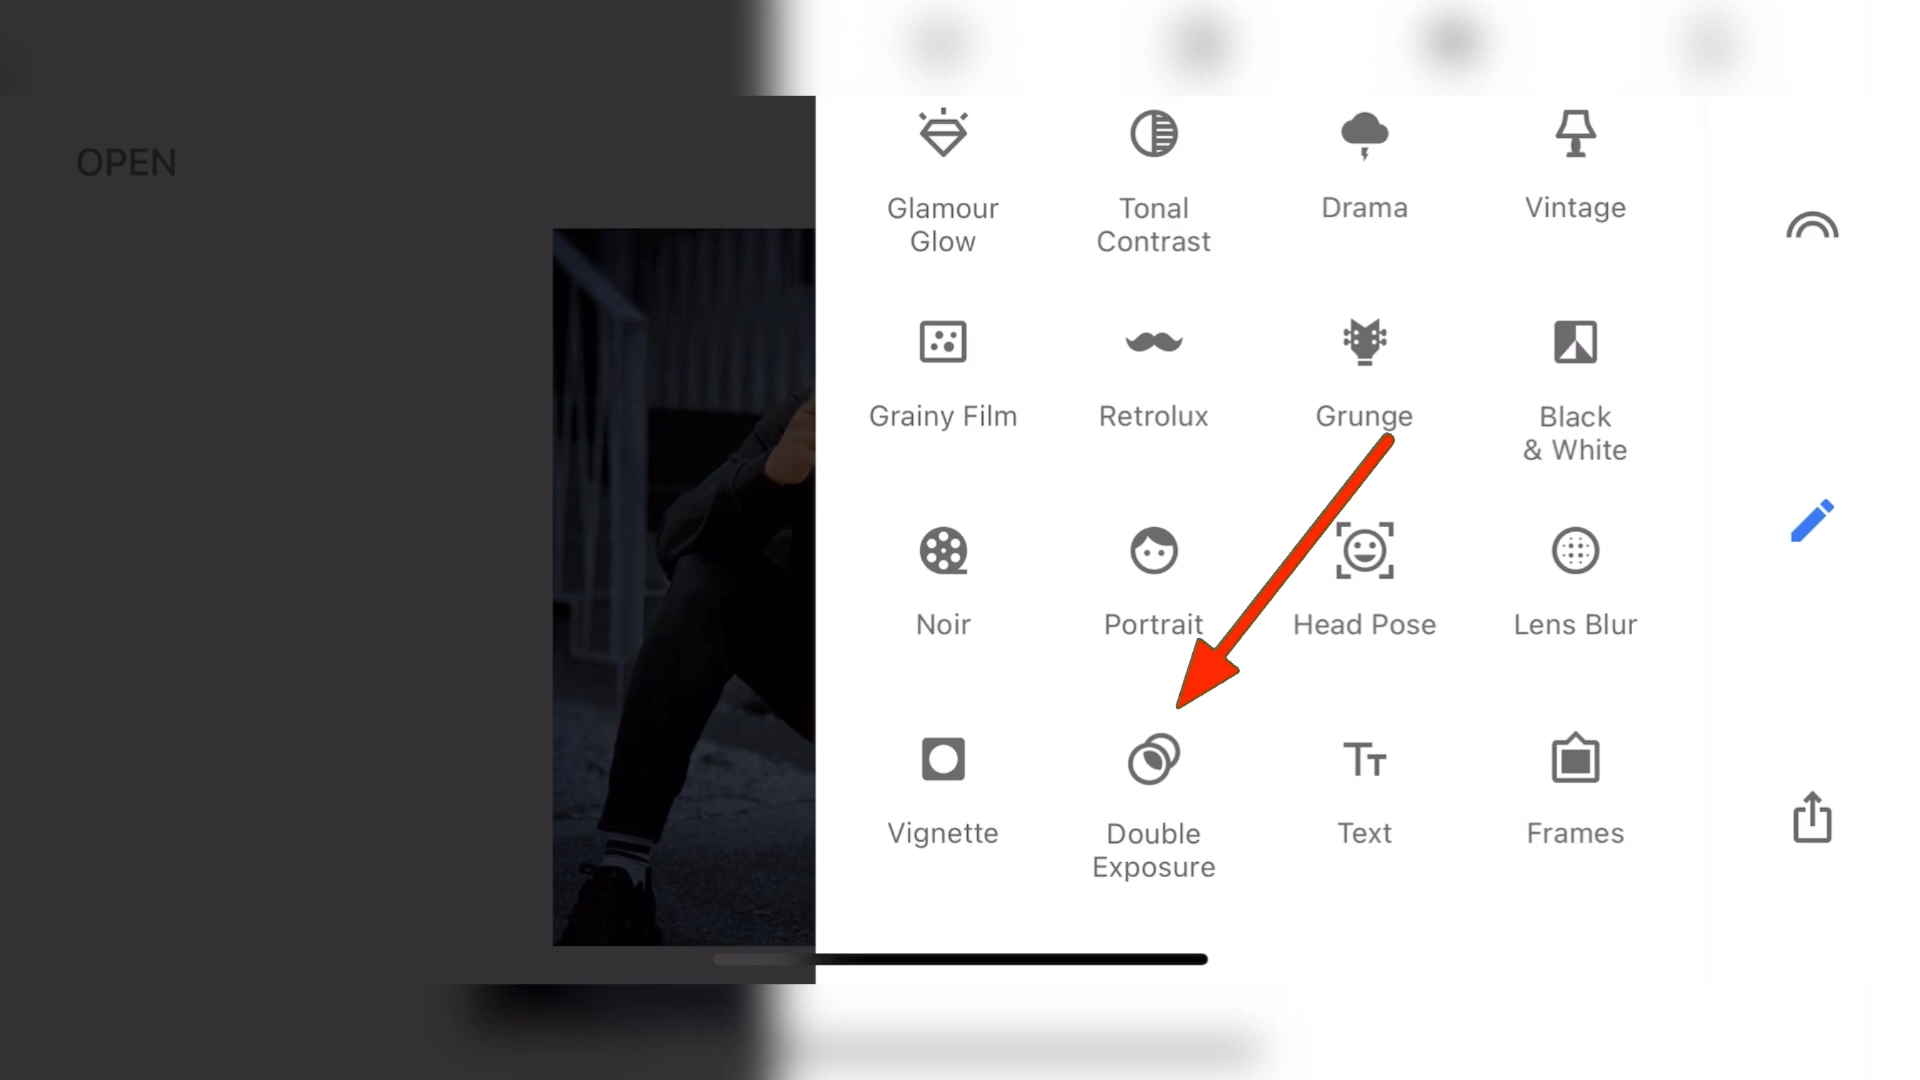 OPEN
Glamour
Glow
Tonal
Contrast
Drama
Vintage
Grainy Film
Retrolux
Grunge
Black
& White
Noir
Portrait
Head Pose
Lens Blur
Vignette
Double
Exposure
Text
Frames